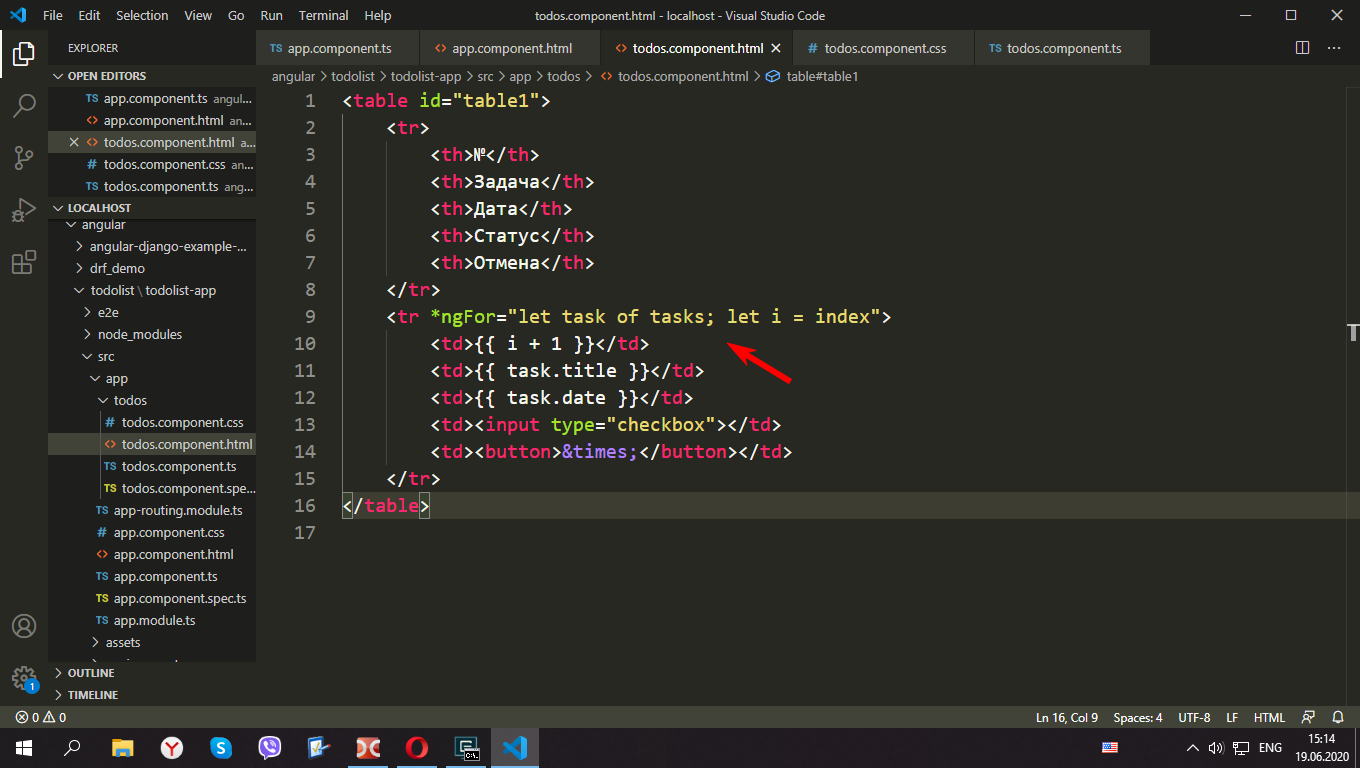 File Edit Selection View Go Run Terminal Help
todos.component.html - localhost - Visual Studio Code
EXPLORER
app.component.ts
app.component.html
todos.component.html
todos.component.css
todos.component.ts
OPEN EDITORS
TS app.component.ts angul...
<> app.component.html an...
<> todos.component.html a...
# todos.component.css an...
TS todos.component.ts ang...
LOCALHOST
angular
angular-django-example-...
drf_demo
todolist \ todolist-app
e2e
node_modules
src
app
todos
# todos.component.css
<> todos.component.html
TS todos.component.ts
TS todos.component.spe...
TS app-routing.module.ts
# app.component.css
<> app.component.html
TS app.component.ts
TS app.component.spec.ts
TS app.module.ts
assets
OUTLINE
TIMELINE
1
angular > todolist > todolist-app > src > app > todos > <> todos.component.html > table#table1
1 <table id="table1">
2 <tr>
3 <th>№</th>
4 <th>Задача</th>
5 <th>Дата</th>
6 <th>Статус</th>
7 <th>Отмена</th>
8 </tr>
9 <tr *ngFor="let task of tasks; let i = index">
10 <td>{{ i + 1 }}</td>
11 <td>{{ task.title }}</td>
12 <td>{{ task.date }}</td>
13 <td><input type="checkbox"></td>
14 <td><button>&times;</button></td>
15 </tr>
16 </table>
17
0 0
Ln 16, Col 9 Spaces: 4 UTF-8 LF HTML
ENG
15:14
19.06.2020